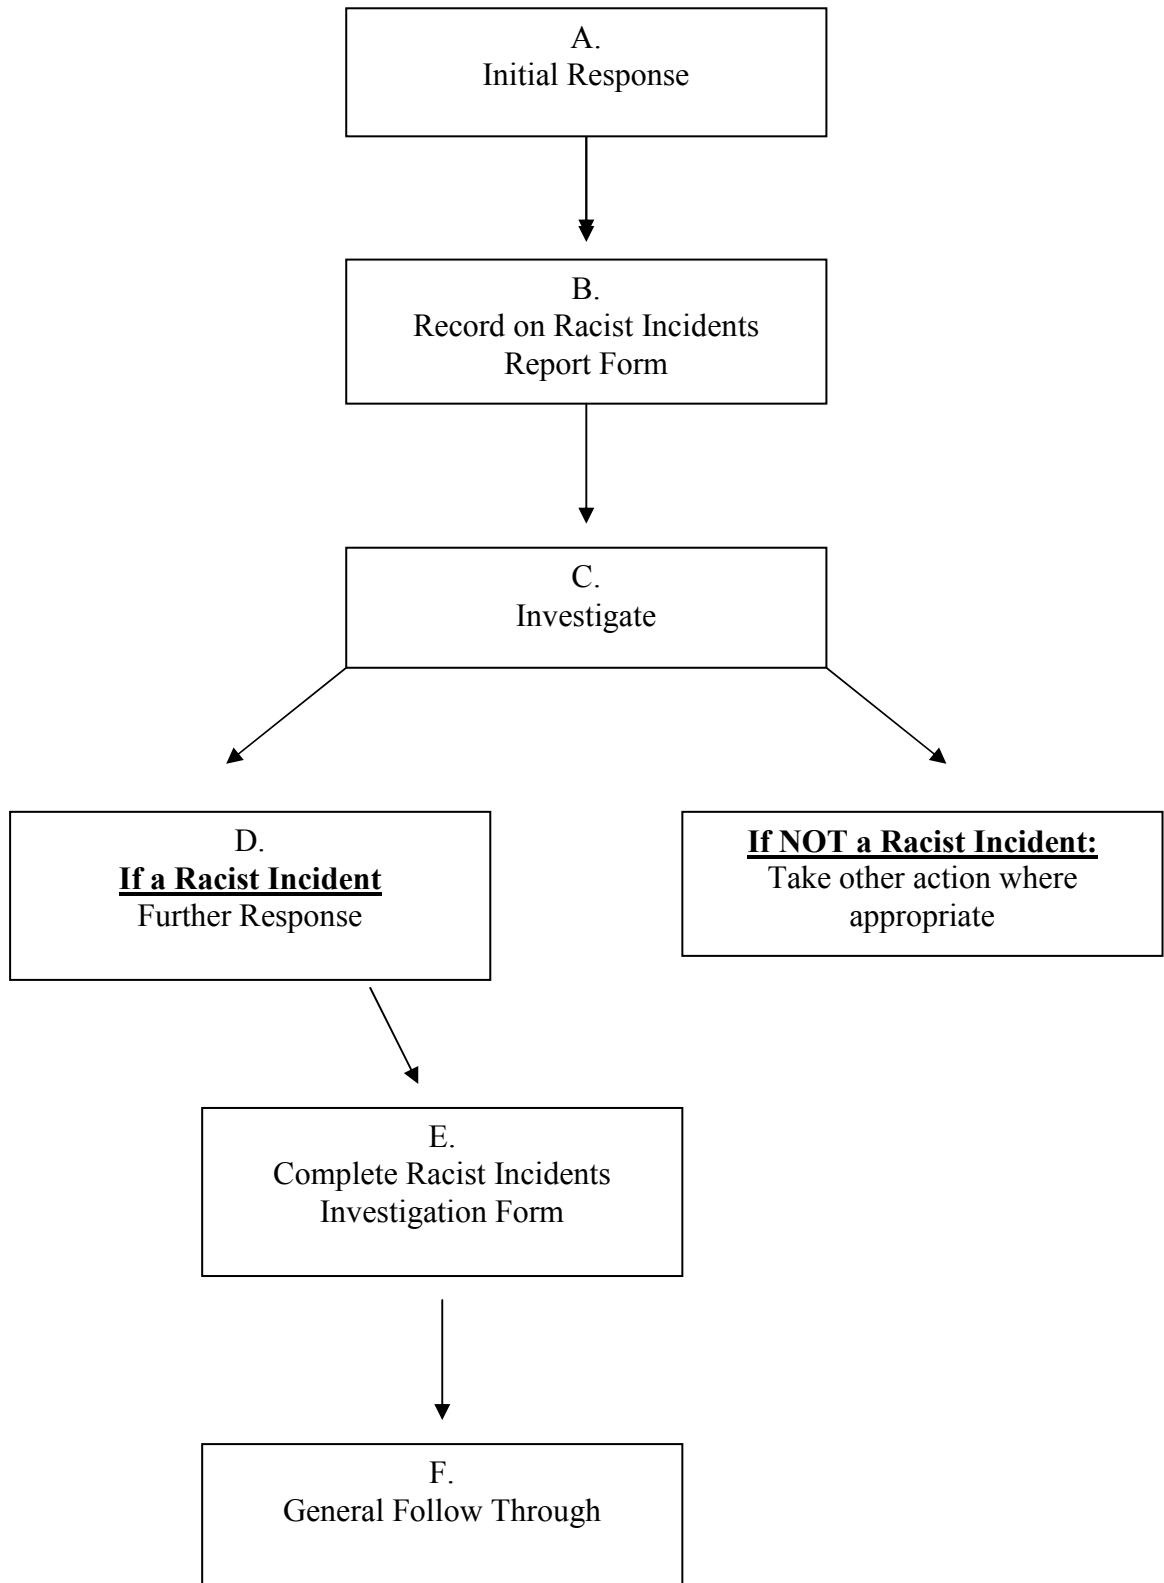 A.
Initial Response
B.
Record on Racist Incidents
Report Form
C.
Investigate
D.
If a Racist Incident
Further Response
If NOT a Racist Incident:
Take other action where
appropriate
E.
Complete Racist Incidents
Investigation Form
F.
General Follow Through